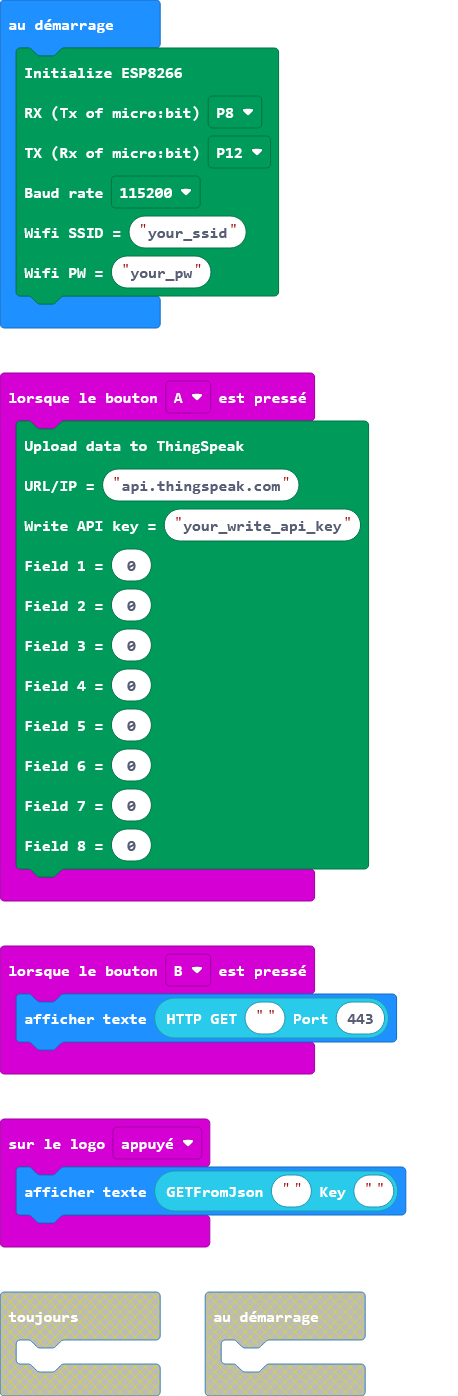 au démarrage
Initialize ESP8266
RX (Tx of micro:bit) P8
TX (Rx of micro:bit) P12
Baud rate 115200
Wifi SSID = "your_ssid"
Wifi PW = "your_pw"
lorsque le bouton A est pressé
Upload data to ThingSpeak
URL/IP = "api.thingspeak.com"
Write API key = "your_write_api_key"
Field 1 = 0
Field 2 = 0
Field 3 = 0
Field 4 = 0
Field 5 = 0
Field 6 = 0
Field 7 = 0
Field 8 = 0
lorsque le bouton B est pressé
afficher texte HTTP GET "" Port 443
sur le logo appuyé
afficher texte GETFromJson "" Key ""
toujours au démarrage